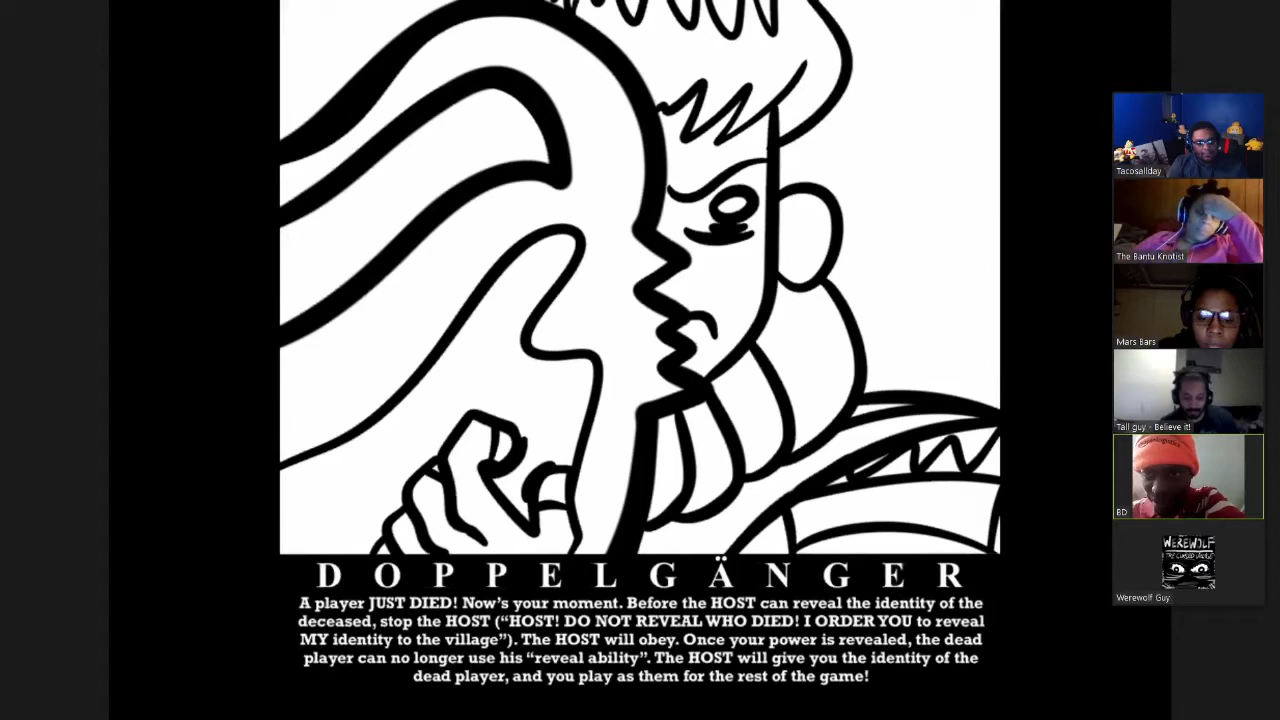 DOPPELGÄNGER
A player JUST DIED! Now's your moment. Before the HOST can reveal the identity of the
deceased, stop the HOST ("HOST! DO NOT REVEAL WHO DIED! I ORDER YOU to reveal
MY identity to the village"). The HOST will obey. Once your power is revealed, the dead
player can no longer use his "reveal ability". The HOST will give you the identity of the
dead player, and you play as them for the rest of the game!
Tacosallday
The Bantu Knotist
Mars Bars
Tall guy - Believe it!
BD
WEREWOLF
THE CURSED VILLAGE
Werewolf Guy